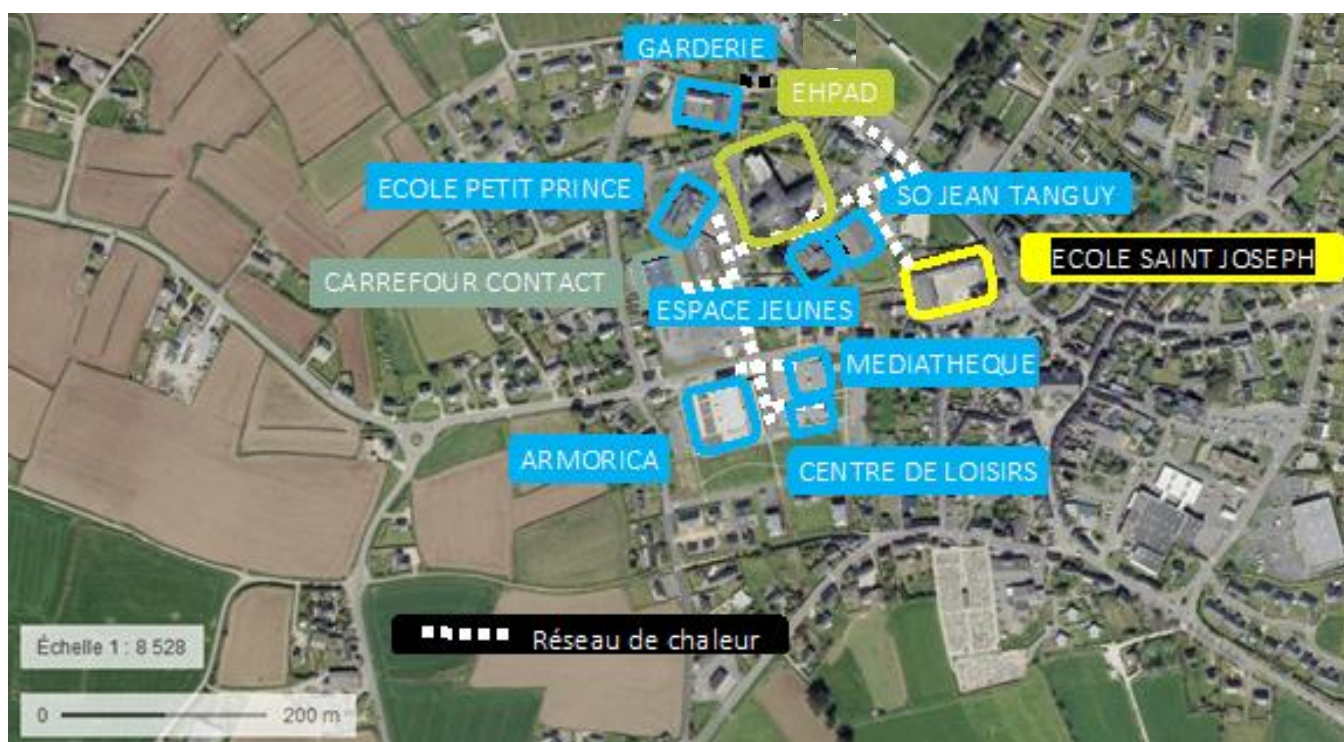 GARDERIE
EHPAD
ECOLE PETIT PRINCE
SO JEAN TANGUY
ECOLE SAINT JOSEPH
CARREFOUR CONTACT
ESPACE JEUNES
MEDIATHEQUE
ARMORICA
CENTRE DE LOISIRS
Réseau de chaleur
Échelle 1 : 8 528
0 200 m